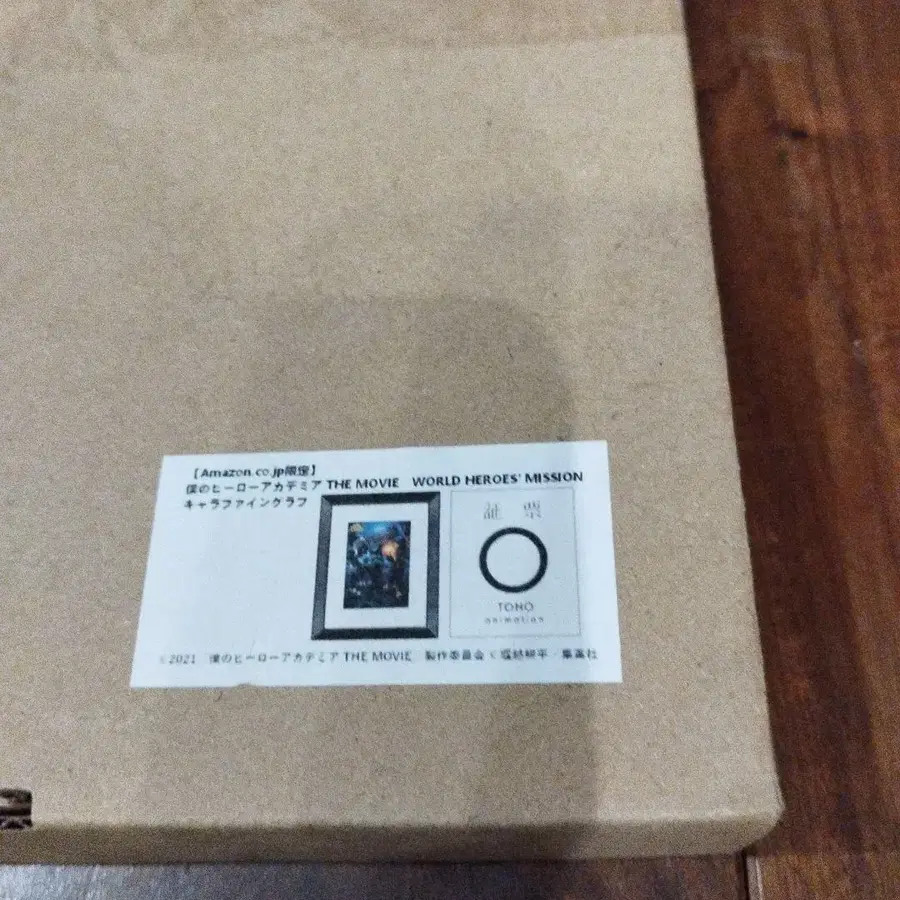 【Amazon.co.jp限定】
僕のヒーローアカデミア THE MOVIE WORLD HEROES' MISSION
キャラファイングラフ
証 票
TOHO
animation
©2021 「僕のヒーローアカデミア THE MOVIE」製作委員会 ©堀越耕平／集英社